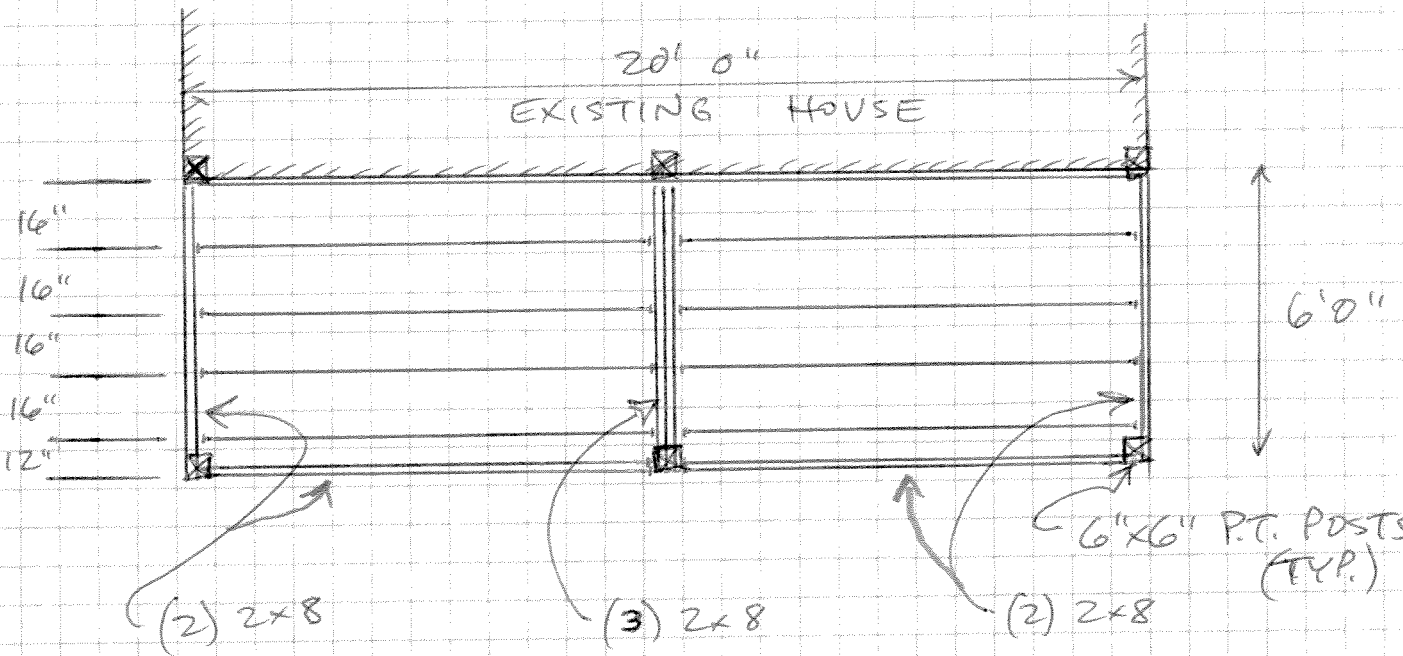 20' 0"
EXISTING HOUSE
16"
16"
16"
16"
12"
6'0"
6"x6" P.T. POSTS
(TYP.)
(2) 2x8
(3) 2x8
(2) 2x8